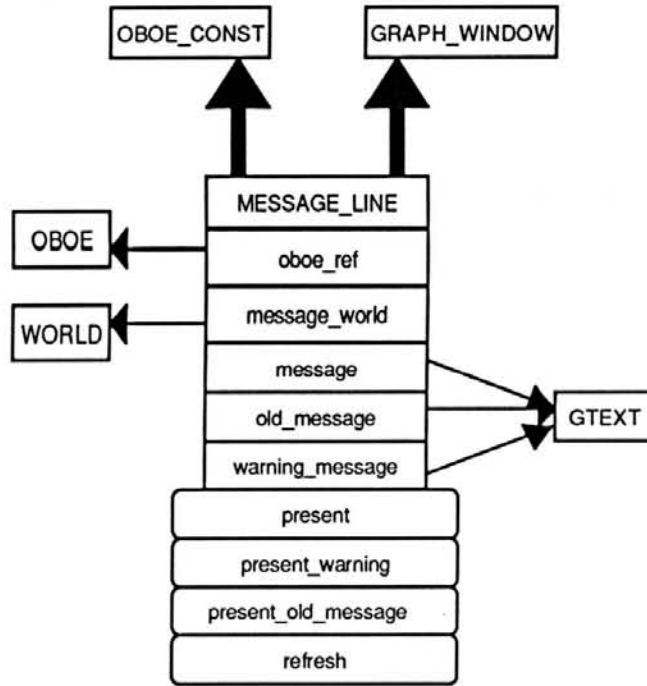 OBOE_CONST
GRAPH_WINDOW
MESSAGE_LINE
OBOE
oboe_ref
WORLD
message_world
message
old_message
GTEXT
warning_message
present
present_warning
present_old_message
refresh